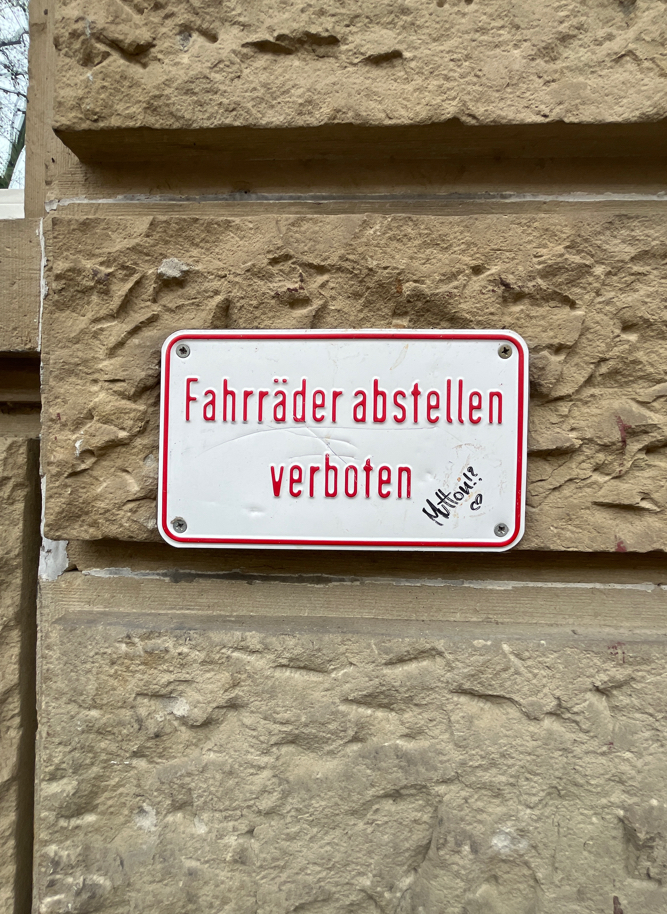 Fahrräder abstellen
verboten